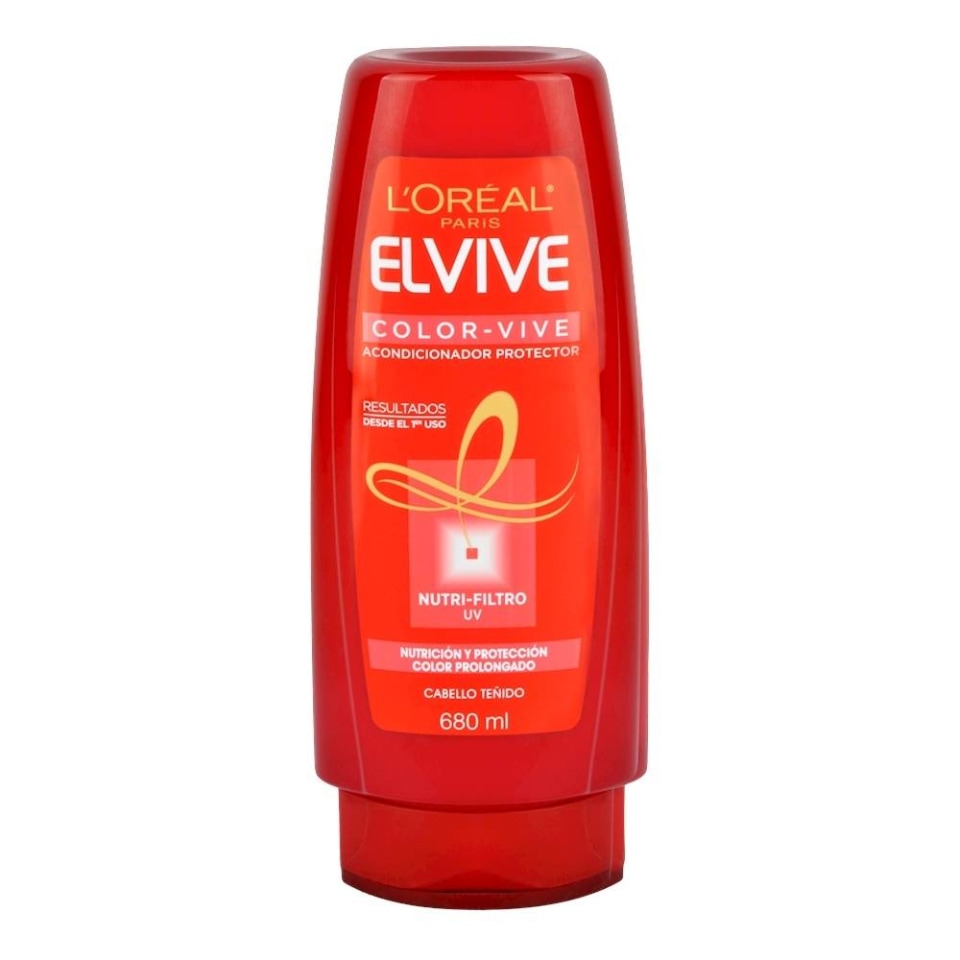 L'ORÉAL®
PARIS
ELVIVE
COLOR-VIVE
ACONDICIONADOR PROTECTOR
RESULTADOS
DESDE EL 1er USO
NUTRI-FILTRO
UV
NUTRICIÓN Y PROTECCIÓN
COLOR PROLONGADO
CABELLO TEÑIDO
680 ml